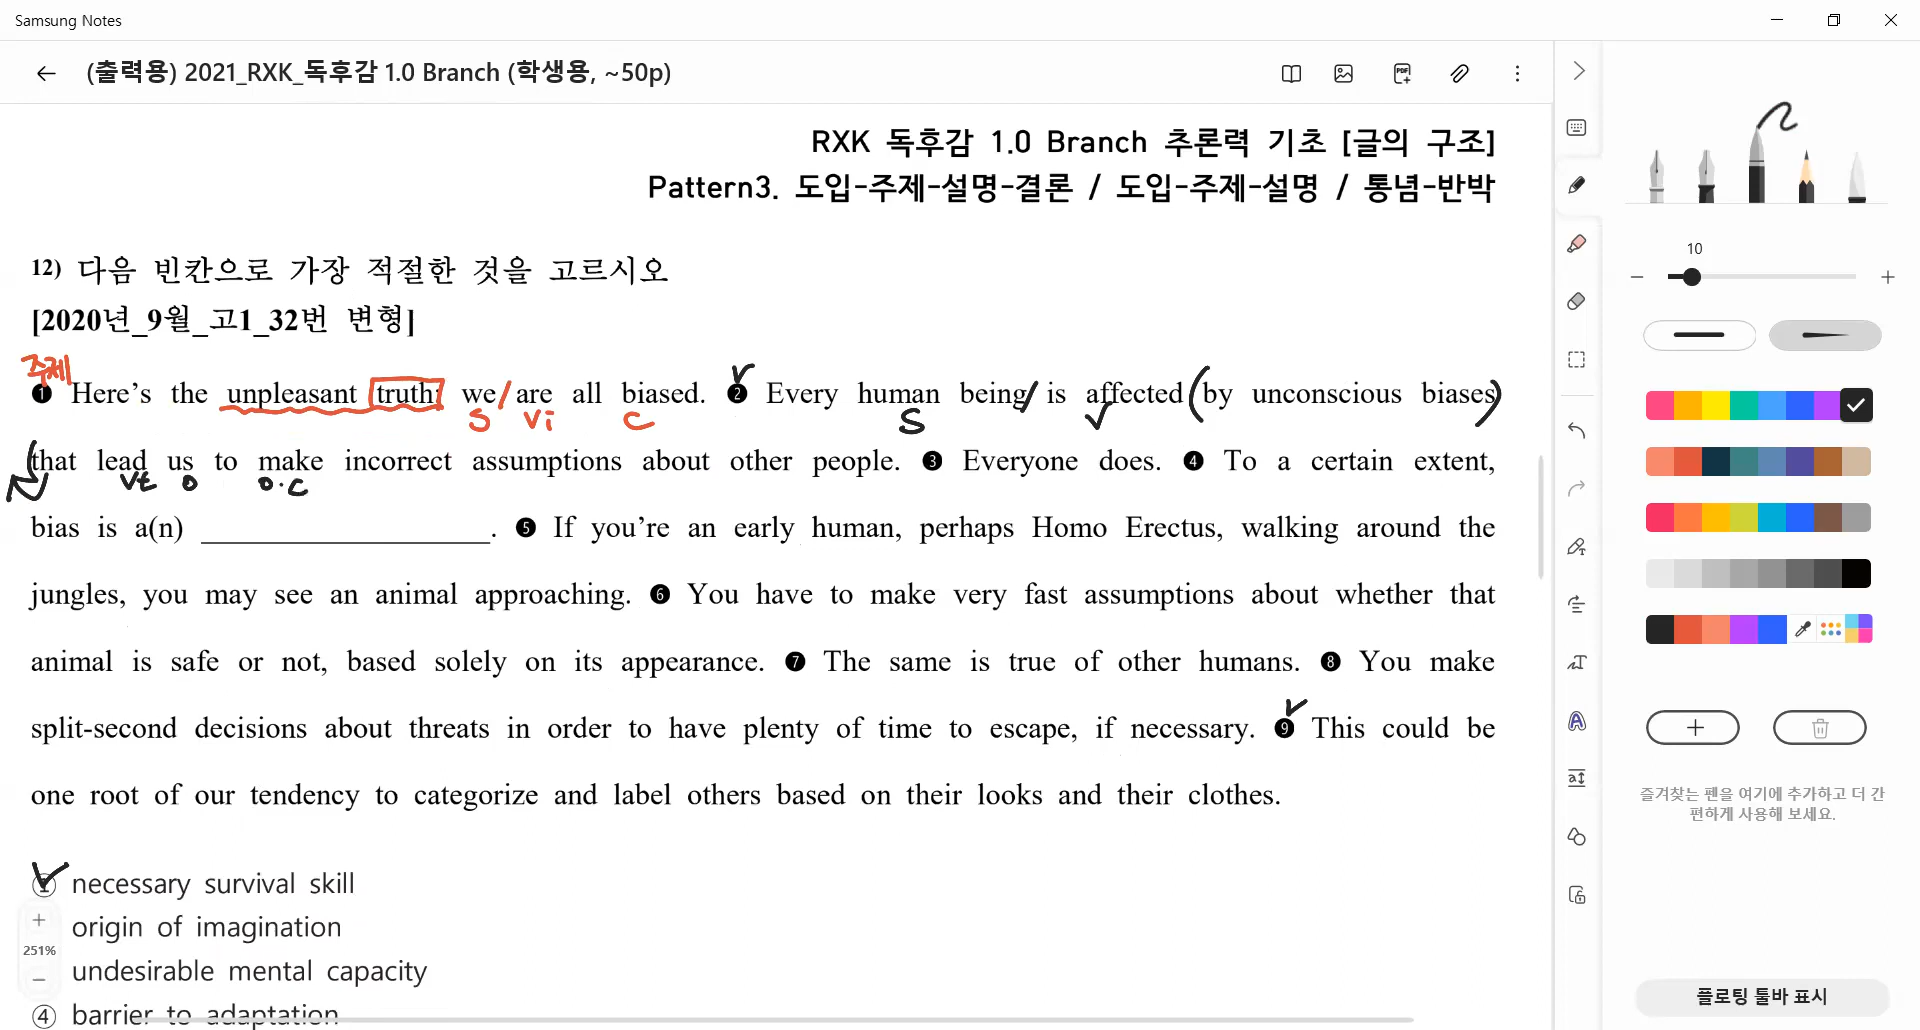 Samsung Notes
(출력용) 2021_RXK_독후감 1.0 Branch (학생용, ~50p)
RXK 독후감 1.0 Branch 추론력 기초 [글의 구조]
Pattern3. 도입-주제-설명-결론 / 도입-주제-설명 / 통념-반박
12) 다음 빈칸으로 가장 적절한 것을 고르시오
[2020년_9월_고1_32번 변형]
주제
❶ Here's the unpleasant truth: we / are all biased. ❷ Every human being / is affected (by unconscious biases)
S Vi C S V
(that lead us to make incorrect assumptions about other people. ❸ Everyone does. ❹ To a certain extent,
Vt O O.C
bias is a(n) ____________________. ❺ If you're an early human, perhaps Homo Erectus, walking around the
jungles, you may see an animal approaching. ❻ You have to make very fast assumptions about whether that
animal is safe or not, based solely on its appearance. ❼ The same is true of other humans. ❽ You make
split-second decisions about threats in order to have plenty of time to escape, if necessary. ❾ This could be
one root of our tendency to categorize and label others based on their looks and their clothes.
① necessary survival skill
origin of imagination
undesirable mental capacity
④ barrier to adaptation
251%
10
즐겨찾는 펜을 여기에 추가하고 더 간
편하게 사용해 보세요.
플로팅 툴바 표시